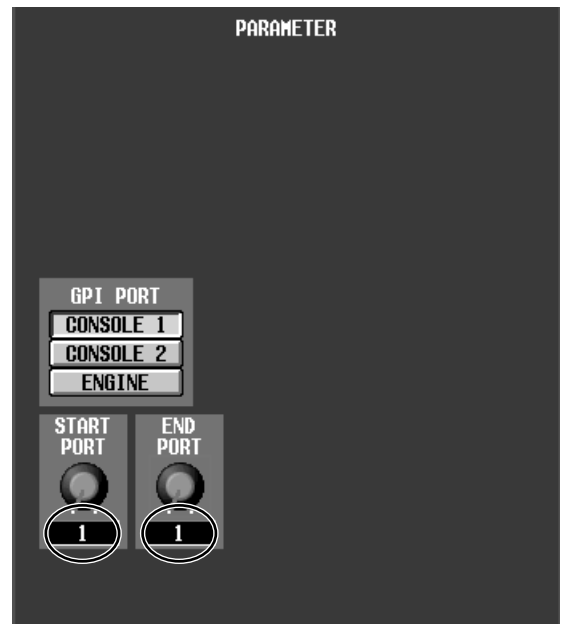 PARAMETER
GPI PORT
CONSOLE 1
CONSOLE 2
ENGINE
START PORT
END PORT
1
1